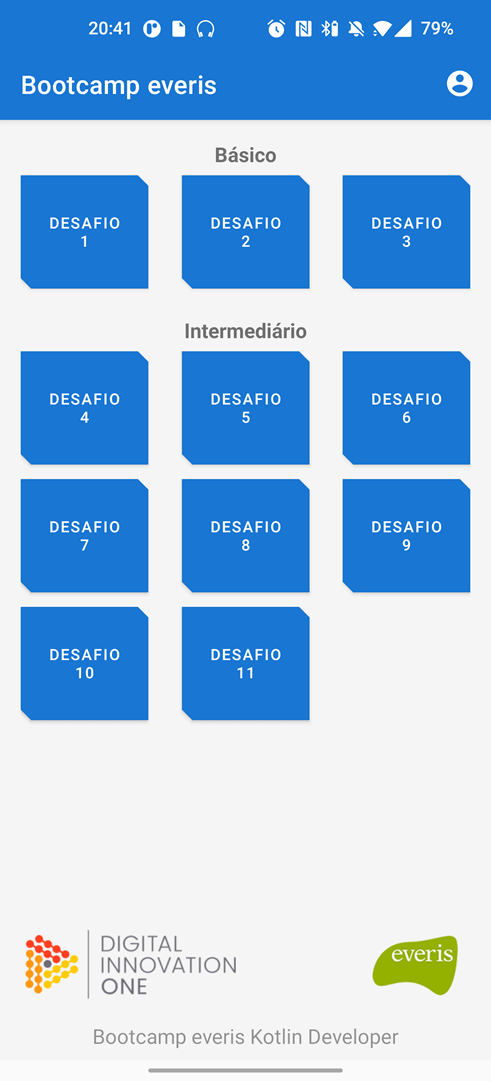 20:41
79%
Bootcamp everis
Básico
DESAFIO
1
DESAFIO
2
DESAFIO
3
Intermediário
DESAFIO
4
DESAFIO
5
DESAFIO
6
DESAFIO
7
DESAFIO
8
DESAFIO
9
DESAFIO
10
DESAFIO
11
DIGITAL
INNOVATION
ONE
everis
Bootcamp everis Kotlin Developer